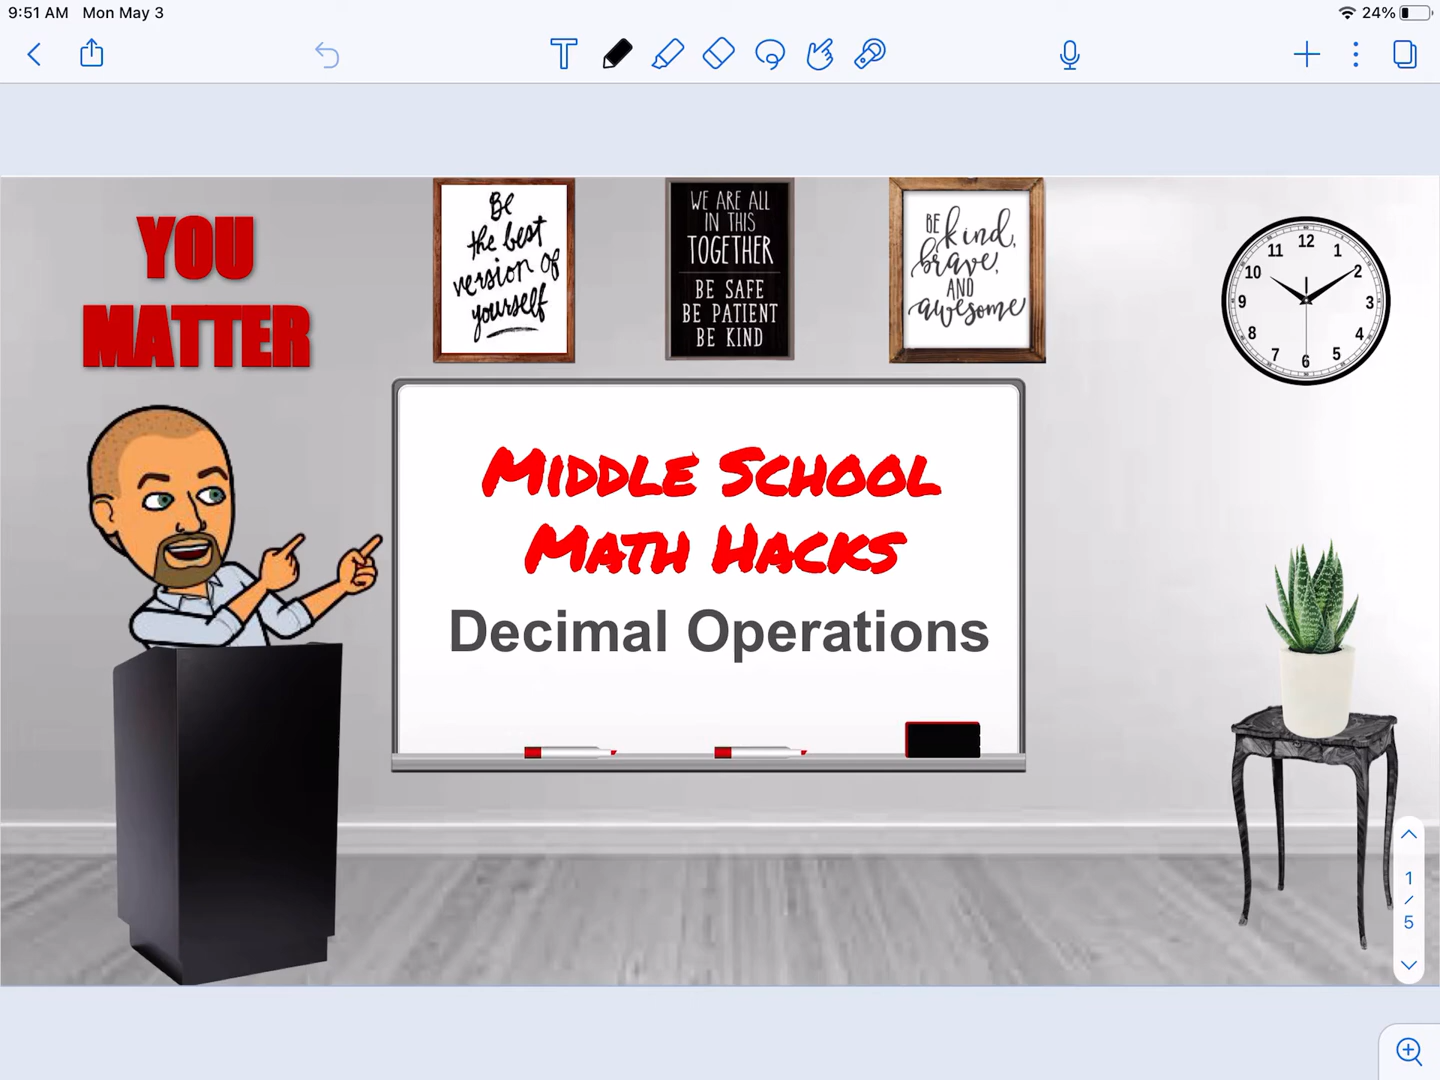 9:51 AM Mon May 3
24%
T
YOU
MATTER
Be
the best
version of
yourself
WE ARE ALL
IN THIS
TOGETHER
BE SAFE
BE PATIENT
BE KIND
BE kind,
brave,
AND
awesome
12
1
2
3
4
5
6
7
8
9
10
11
MIDDLE SCHOOL
MATH HACKS
Decimal Operations
1
/
5